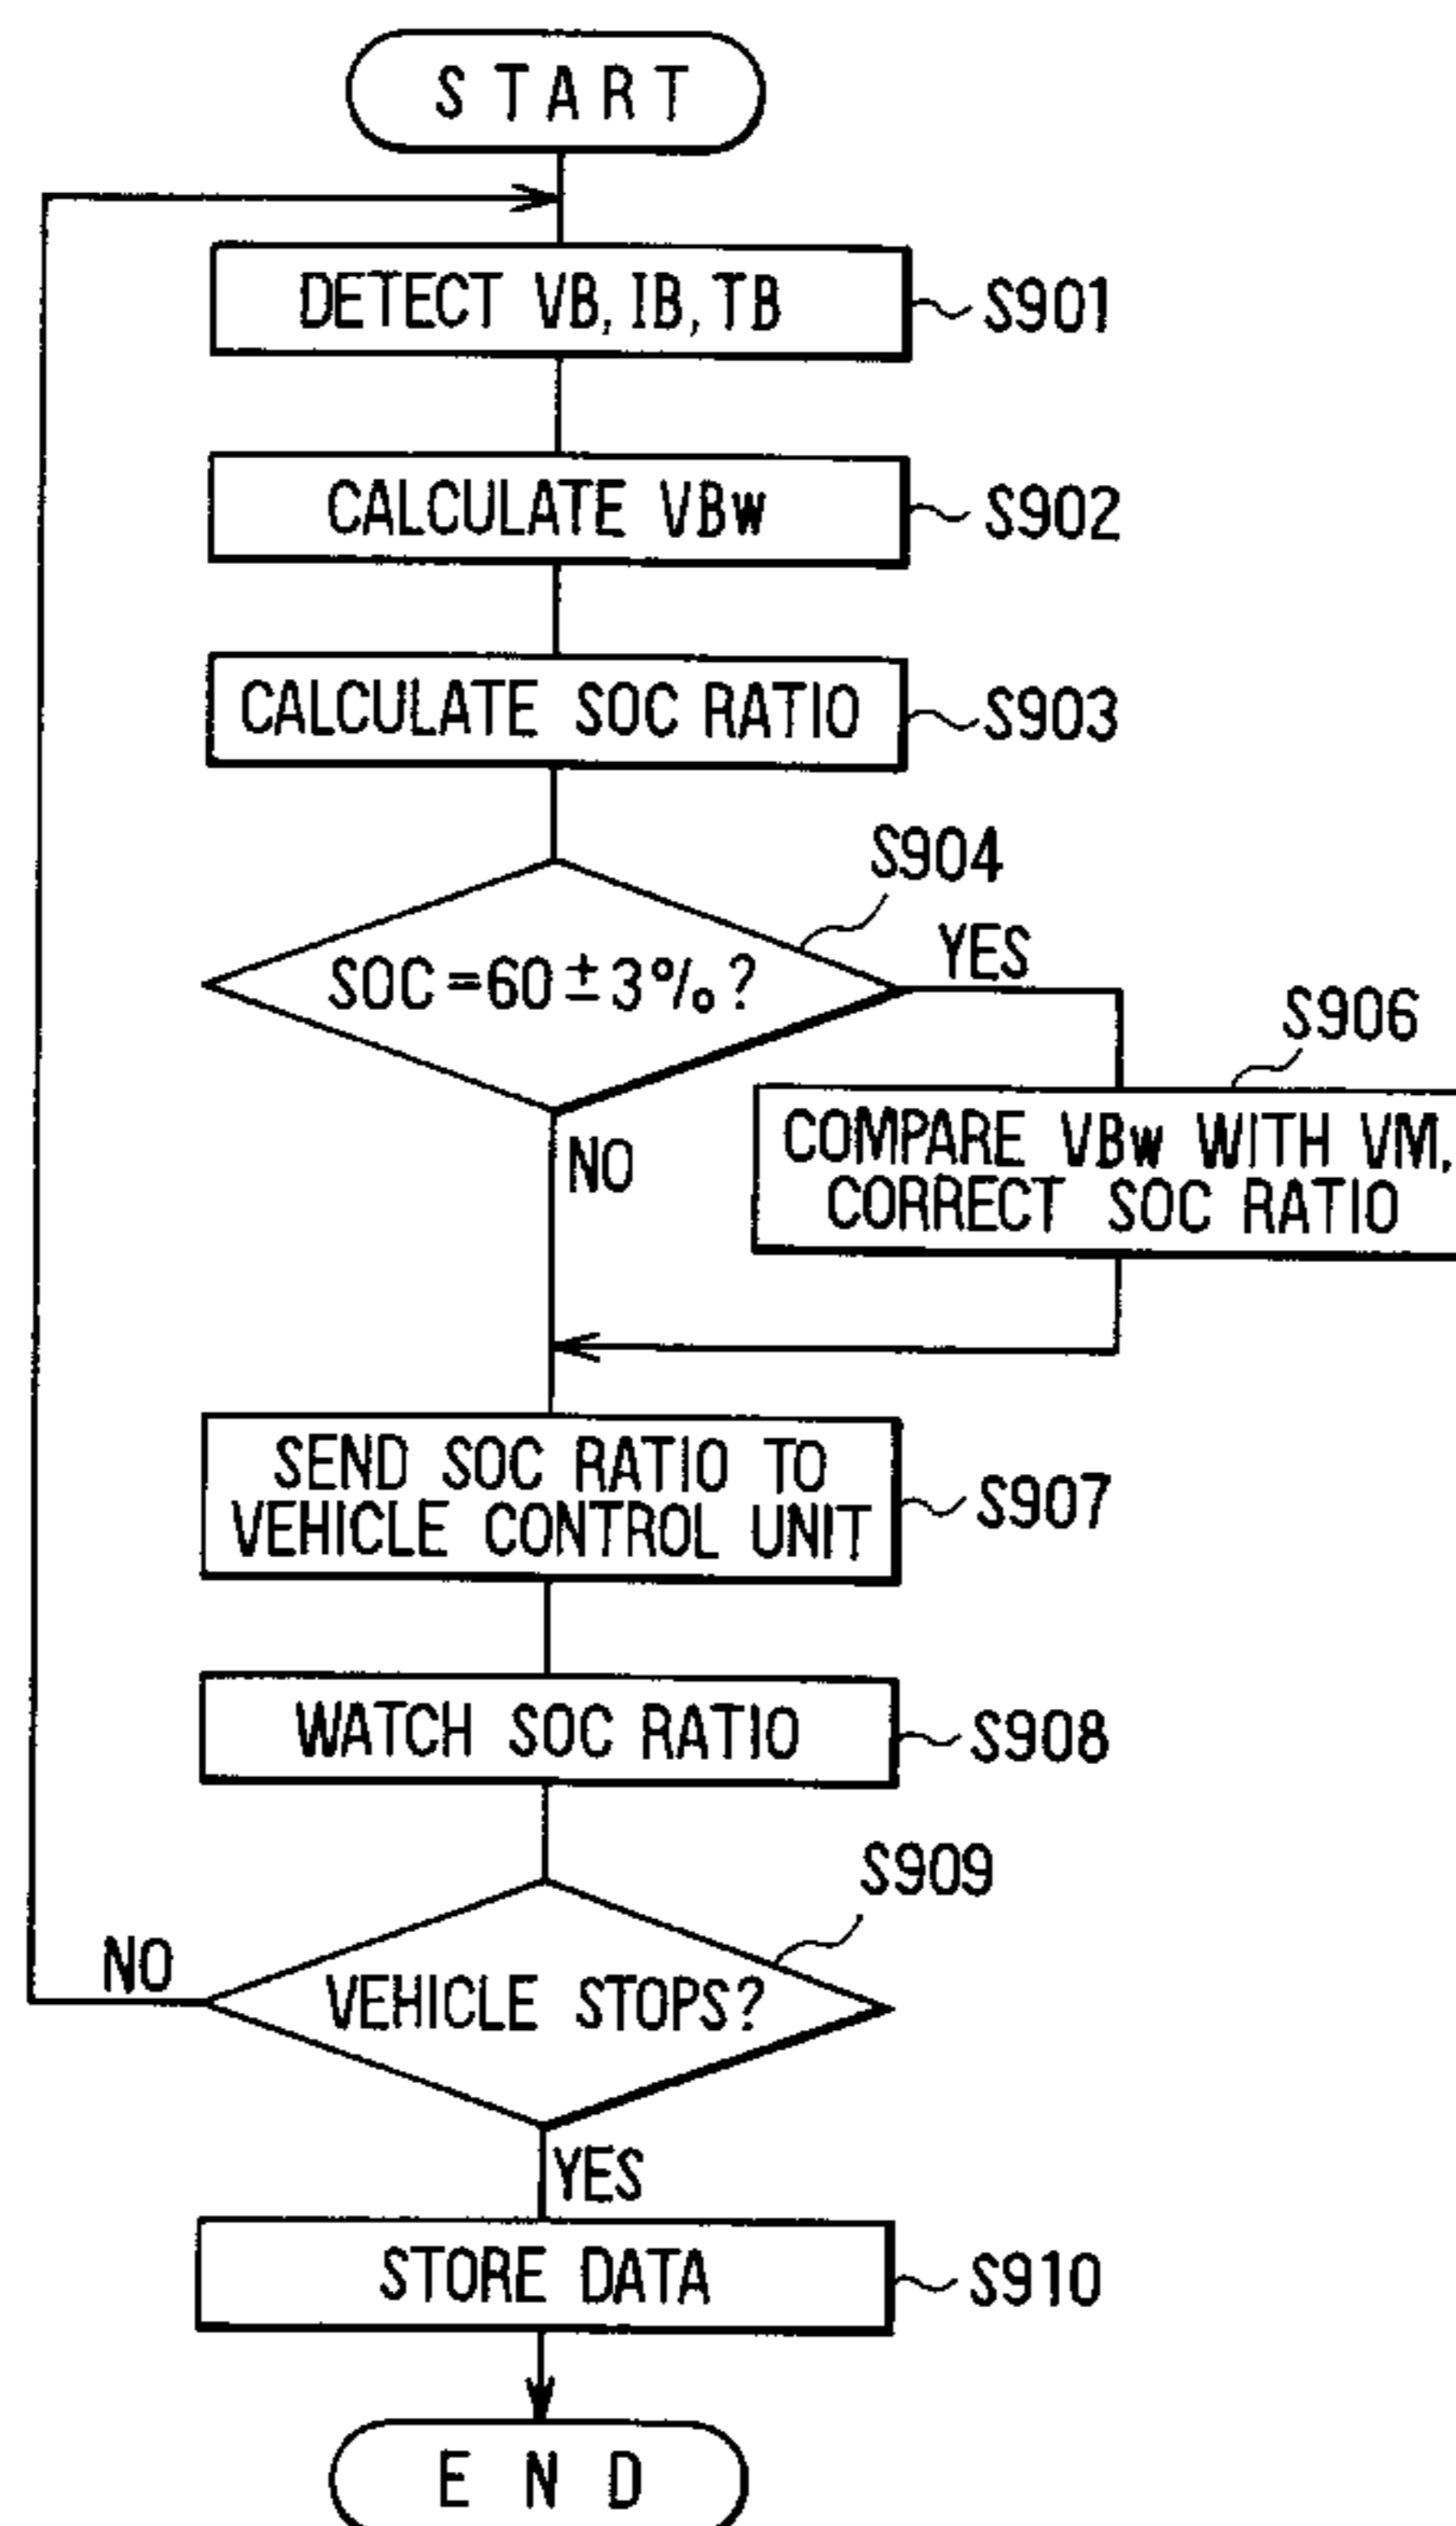 START
DETECT VB, IB, TB
S901
CALCULATE VBw
S902
CALCULATE SOC RATIO
S903
S904
SOC=60±3%?
YES
S906
COMPARE VBw WITH VM,
CORRECT SOC RATIO
NO
SEND SOC RATIO TO
VEHICLE CONTROL UNIT
S907
WATCH SOC RATIO
S908
S909
NO
VEHICLE STOPS?
YES
STORE DATA
S910
END